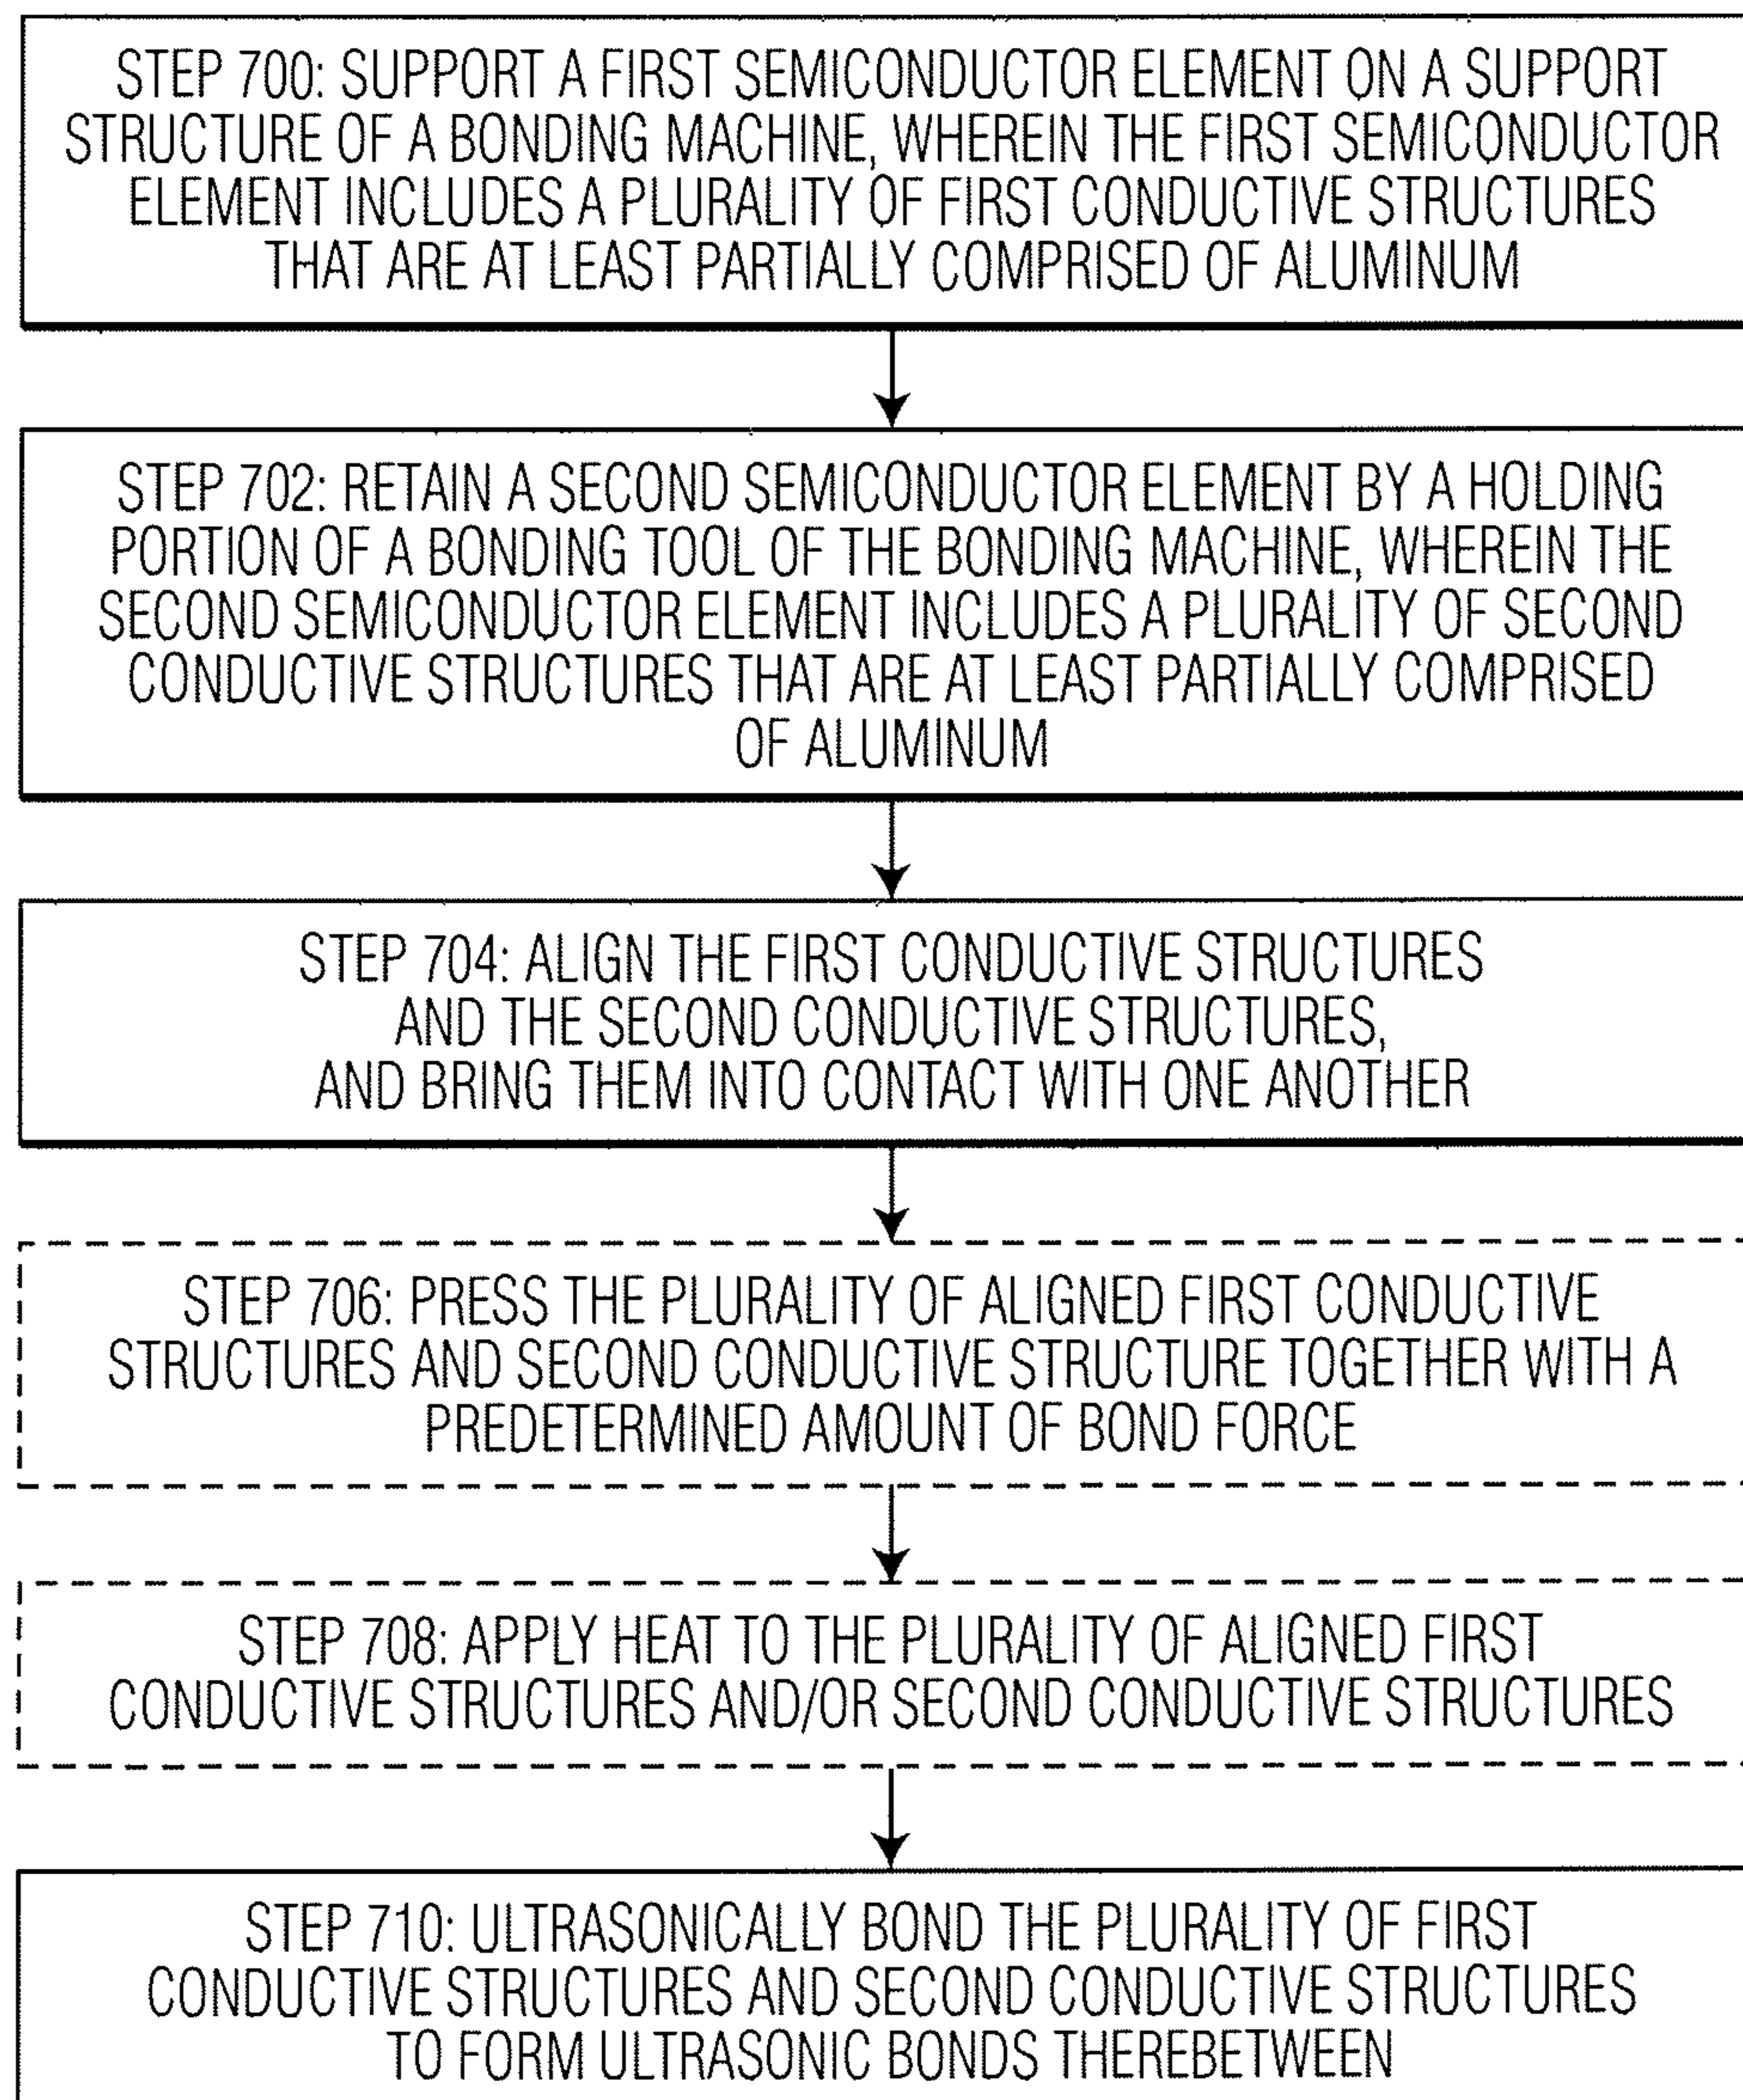 STEP 700: SUPPORT A FIRST SEMICONDUCTOR ELEMENT ON A SUPPORT
STRUCTURE OF A BONDING MACHINE, WHEREIN THE FIRST SEMICONDUCTOR
ELEMENT INCLUDES A PLURALITY OF FIRST CONDUCTIVE STRUCTURES
THAT ARE AT LEAST PARTIALLY COMPRISED OF ALUMINUM
STEP 702: RETAIN A SECOND SEMICONDUCTOR ELEMENT BY A HOLDING
PORTION OF A BONDING TOOL OF THE BONDING MACHINE, WHEREIN THE
SECOND SEMICONDUCTOR ELEMENT INCLUDES A PLURALITY OF SECOND
CONDUCTIVE STRUCTURES THAT ARE AT LEAST PARTIALLY COMPRISED
OF ALUMINUM
STEP 704: ALIGN THE FIRST CONDUCTIVE STRUCTURES
AND THE SECOND CONDUCTIVE STRUCTURES,
AND BRING THEM INTO CONTACT WITH ONE ANOTHER
STEP 706: PRESS THE PLURALITY OF ALIGNED FIRST CONDUCTIVE
STRUCTURES AND SECOND CONDUCTIVE STRUCTURE TOGETHER WITH A
PREDETERMINED AMOUNT OF BOND FORCE
STEP 708: APPLY HEAT TO THE PLURALITY OF ALIGNED FIRST
CONDUCTIVE STRUCTURES AND/OR SECOND CONDUCTIVE STRUCTURES
STEP 710: ULTRASONICALLY BOND THE PLURALITY OF FIRST
CONDUCTIVE STRUCTURES AND SECOND CONDUCTIVE STRUCTURES
TO FORM ULTRASONIC BONDS THEREBETWEEN